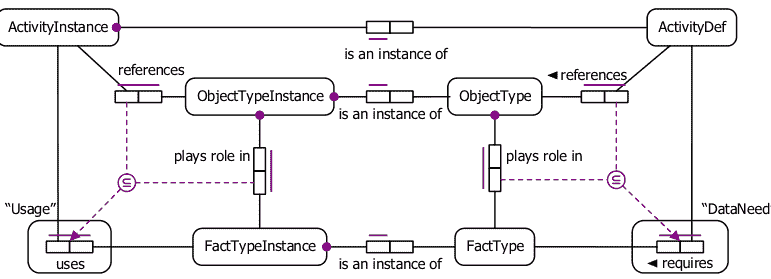 ActivityInstance
ActivityDef
is an instance of
references
◄ references
ObjectTypeInstance
ObjectType
is an instance of
plays role in
plays role in
⊆
⊆
“Usage”
“DataNeed
FactTypeInstance
FactType
uses
is an instance of
◄ requires